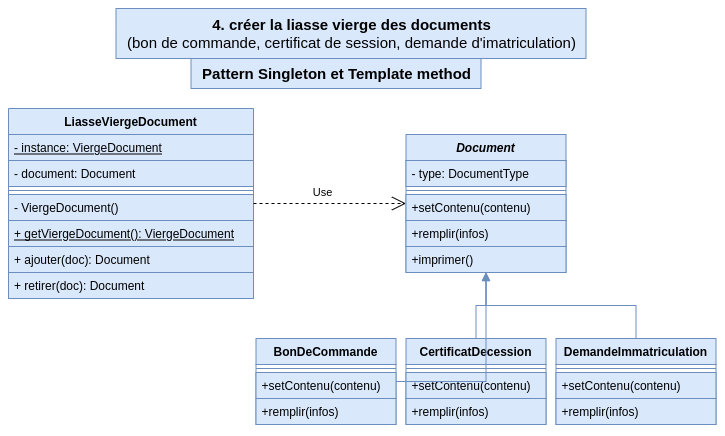 4. créer la liasse vierge des documents
(bon de commande, certificat de session, demande d'imatriculation)
Pattern Singleton et Template method
LiasseViergeDocument
- instance: ViergeDocument
- document: Document
- ViergeDocument()
+ getViergeDocument(): ViergeDocument
+ ajouter(doc): Document
+ retirer(doc): Document
Use
Document
- type: DocumentType
+setContenu(contenu)
+remplir(infos)
+imprimer()
BonDeCommande
+setContenu(contenu)
+remplir(infos)
CertificatDecession
+setContenu(contenu)
+remplir(infos)
DemandeImmatriculation
+setContenu(contenu)
+remplir(infos)